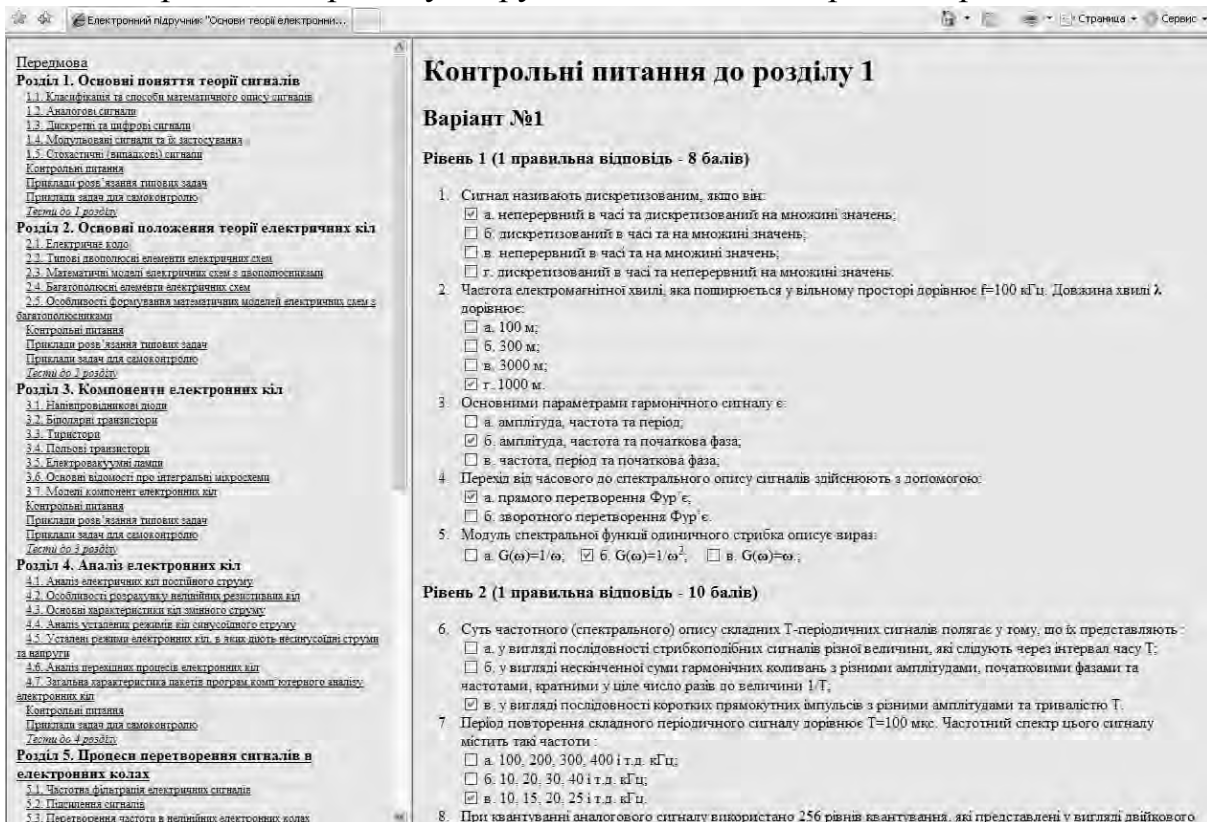 Електронний підручник "Основи теорії електронни...
Страница
Сервис
Передмова
Розділ 1. Основні поняття теорії сигналів
1.1. Класифікація та способи математичного опису сигналів
1.2. Аналогові сигнали
1.3. Дискретні та цифрові сигнали
1.4. Модульовані сигнали та їх застосування
1.5. Стохастичні (випадкові) сигнали
Контрольні питання
Приклади розв'язання типових задач
Приклади задач для самоконтролю
Тести до 1 розділу
Розділ 2. Основні положення теорії електричних кіл
2.1. Електричне коло
2.2. Типові двополюсні елементи електричних схем
2.3. Математичні моделі електричних схем з двополюсниками
2.4. Багатополюсні елементи електричних схем
2.5. Особливості формування математичних моделей електричних схем з
багатополюсниками
Контрольні питання
Приклади розв'язання типових задач
Приклади задач для самоконтролю
Тести до 2 розділу
Розділ 3. Компоненти електронних кіл
3.1. Напівпровідникові діоди
3.2. Біполярні транзистори
3.3. Тиристори
3.4. Польові транзистори
3.5. Електровакуумні лампи
3.6. Основні відомості про інтегральні мікросхеми
3.7. Моделі компонент електронних кіл
Контрольні питання
Приклади розв'язання типових задач
Приклади задач для самоконтролю
Тести до 3 розділу
Розділ 4. Аналіз електронних кіл
4.1. Аналіз електричних кіл постійного струму
4.2. Особливості розрахунку нелінійних резистивних кіл
4.3. Основні характеристики кіл змінного струму
4.4. Аналіз усталених режимів кіл синусоїдного струму
4.5. Усталені режими електронних кіл, в яких діють несинусоїдні струми
та напруги
4.6. Аналіз перехідних процесів електронних кіл
4.7. Загальна характеристика пакетів програм комп'ютерного аналізу
електронних кіл
Контрольні питання
Приклади задач для самоконтролю
Тести до 4 розділу
Розділ 5. Процеси перетворення сигналів в
електронних колах
5.1. Частотна фільтрація електричних сигналів
5.2. Підсилення сигналів
5.3. Перетворення частоти в нелінійних електронних колах
Контрольні питання до розділу 1
Варіант №1
Рівень 1 (1 правильна відповідь - 8 балів)
1. Сигнал називають дискретизованим, якщо він:
а. неперервний в часі та дискретизований на множині значень;
б. дискретизований в часі та на множині значень;
в. неперервний в часі та на множині значень;
г. дискретизований в часі та неперервний на множині значень.
2. Частота електромагнітної хвилі, яка поширюється у вільному просторі дорівнює f=100 кГц. Довжина хвилі λ
дорівнює:
а. 100 м;
б. 300 м;
в. 3000 м;
г. 1000 м.
3. Основними параметрами гармонічного сигналу є:
а. амплітуда, частота та період;
б. амплітуда, частота та початкова фаза;
в. частота, період та початкова фаза;
4. Перехід від часового до спектрального опису сигналів здійснюють з допомогою:
а. прямого перетворення Фур'є;
б. зворотного перетворення Фур'є.
5. Модуль спектральної функції одиничного стрибка описує вираз:
а. G(ω)=1/ω; б. G(ω)=1/ω²; в. G(ω)=ω.;
Рівень 2 (1 правильна відповідь - 10 балів)
6. Суть частотного (спектрального) опису складних Т-періодичних сигналів полягає у тому, що їх представляють :
а. у вигляді послідовності стрибкоподібних сигналів різної величини, які слідують через інтервал часу Т;
б. у вигляді нескінченної суми гармонічних коливань з різними амплітудами, початковими фазами та
частотами, кратними у ціле число разів до величини 1/Т;
в. у вигляді послідовності коротких прямокутних імпульсів з різними амплітудами та тривалістю Т.
7. Період повторення складного періодичного сигналу дорівнює Т=100 мкс. Частотний спектр цього сигналу
містить такі частоти :
а. 100, 200, 300, 400 і т.д. кГц;
б. 10, 20, 30, 40 і т.д. кГц;
в. 10, 15, 20, 25 і т.д. кГц.
8. При квантуванні аналогового сигналу використано 256 рівнів квантування, які представлені у вигляді двійкового